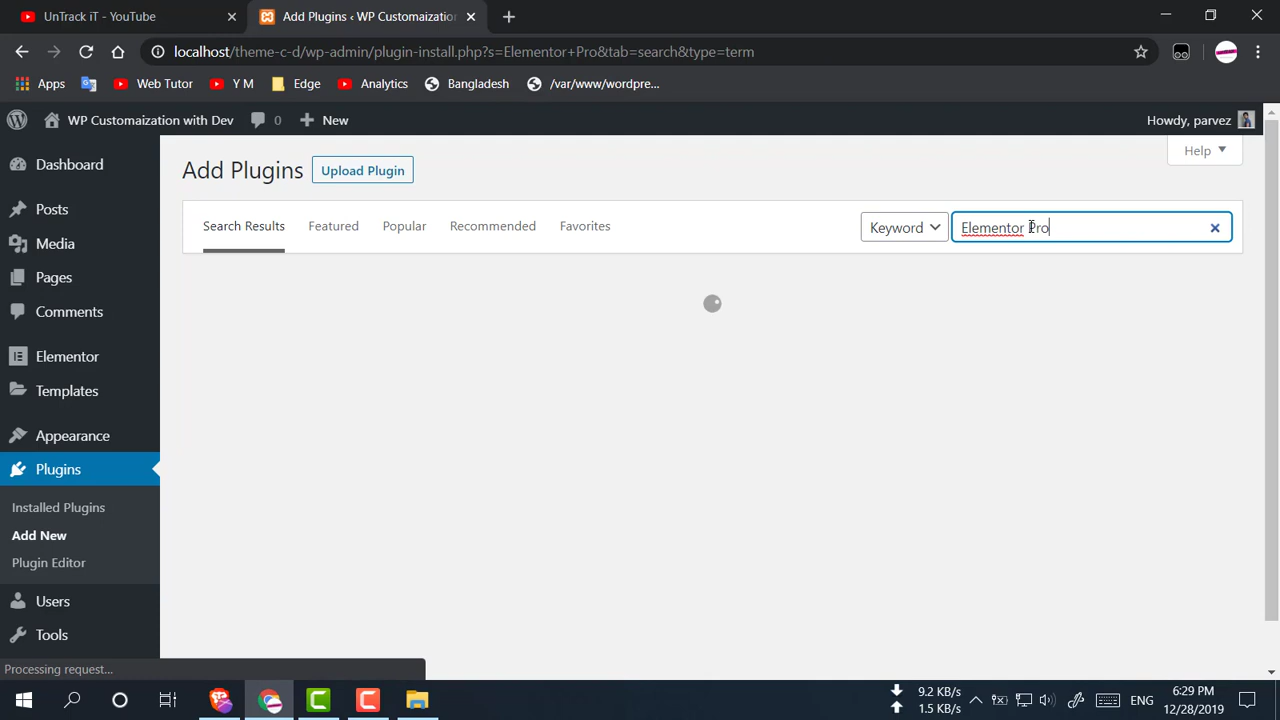 UnTrack iT - YouTube
Add Plugins ‹ WP Customaization
localhost/theme-c-d/wp-admin/plugin-install.php?s=Elementor+Pro&tab=search&type=term
Apps
Web Tutor
Y M
Edge
Analytics
Bangladesh
/var/www/wordpre...
WP Customaization with Dev
0
New
Howdy, parvez
Dashboard
Posts
Media
Pages
Comments
Elementor
Templates
Appearance
Plugins
Installed Plugins
Add New
Plugin Editor
Users
Tools
Help
Add Plugins
Upload Plugin
Search Results
Featured
Popular
Recommended
Favorites
Keyword
Elementor Pro
Processing request...
9.2 KB/s
1.5 KB/s
ENG
6:29 PM
12/28/2019